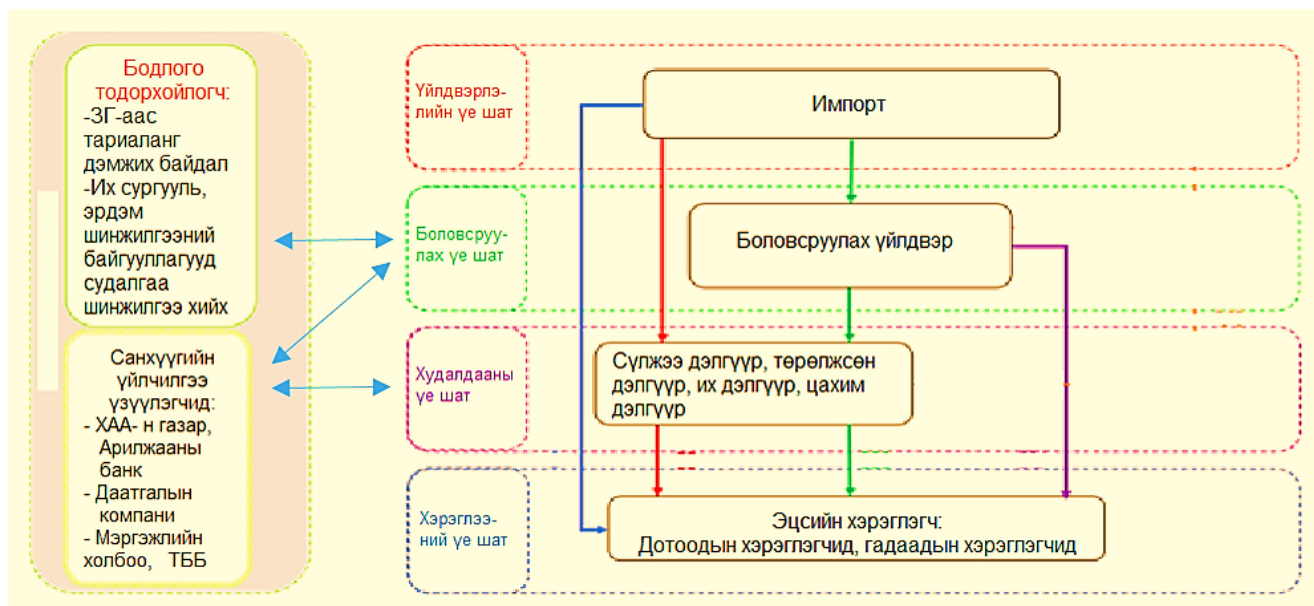 Бодлого
тодорхойлогч:
-ЗГ-аас
тариаланг
дэмжих байдал
-Их сургууль,
эрдэм
шинжилгээний
байгууллагууд
судалгаа
шинжилгээ хийх
Санхүүгийн
үйлчилгээ
үзүүлэгчид:
- ХАА- н газар,
Арилжааны
банк
- Даатгалын
компани
- Мэргэжлийн
холбоо, ТББ
Үйлдвэрлэ-
лийн үе шат
Импорт
Боловсруу-
лах үе шат
Боловсруулах үйлдвэр
Худалдааны
үе шат
Сүлжээ дэлгүүр, төрөлжсөн
дэлгүүр, их дэлгүүр, цахим
дэлгүүр
Хэрэглээ-
ний үе шат
Эцсийн хэрэглэгч:
Дотоодын хэрэглэгчид, гадаадын хэрэглэгчид